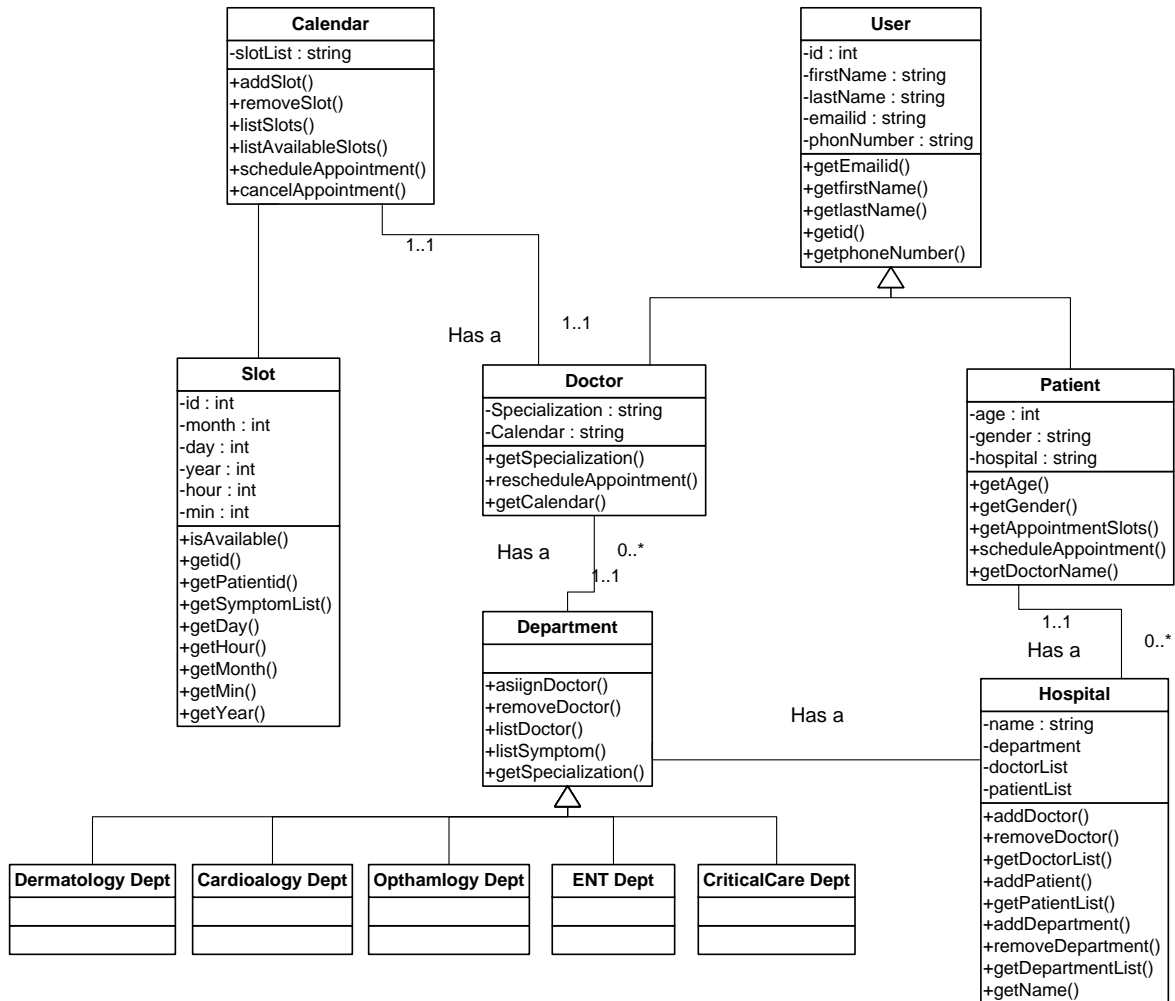 Calendar
-slotList : string
+addSlot()
+removeSlot()
+listSlots()
+listAvailableSlots()
+scheduleAppointment()
+cancelAppointment()
User
-id : int
-firstName : string
-lastName : string
-emailid : string
-phonNumber : string
+getEmailid()
+getfirstName()
+getlastName()
+getid()
+getphoneNumber()
1..1
Has a
1..1
Slot
-id : int
-month : int
-day : int
-year : int
-hour : int
-min : int
+isAvailable()
+getid()
+getPatientid()
+getSymptomList()
+getDay()
+getHour()
+getMonth()
+getMin()
+getYear()
Doctor
-Specialization : string
-Calendar : string
+getSpecialization()
+rescheduleAppointment()
+getCalendar()
Patient
-age : int
-gender : string
-hospital : string
+getAge()
+getGender()
+getAppointmentSlots()
+scheduleAppointment()
+getDoctorName()
Has a
0..*
1..1
1..1
0..*
Has a
Department
+asiignDoctor()
+removeDoctor()
+listDoctor()
+listSymptom()
+getSpecialization()
Has a
Hospital
-name : string
-department
-doctorList
-patientList
+addDoctor()
+removeDoctor()
+getDoctorList()
+addPatient()
+getPatientList()
+addDepartment()
+removeDepartment()
+getDepartmentList()
+getName()
Dermatology Dept
Cardioalogy Dept
Opthamlogy Dept
ENT Dept
CriticalCare Dept